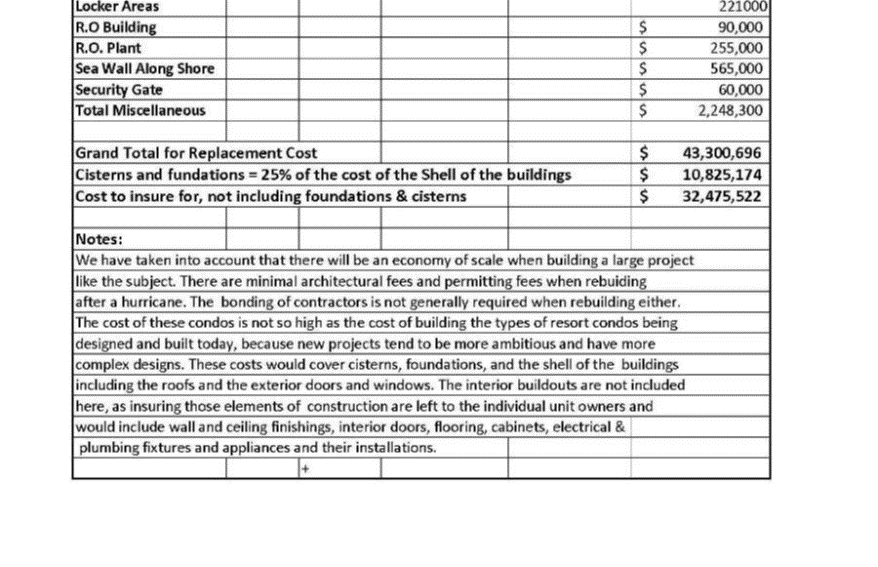 Locker Areas 221000
R.O Building $ 90,000
R.O. Plant $ 255,000
Sea Wall Along Shore $ 565,000
Security Gate $ 60,000
Total Miscellaneous $ 2,248,300
Grand Total for Replacement Cost $ 43,300,696
Cisterns and fundations = 25% of the cost of the Shell of the buildings $ 10,825,174
Cost to insure for, not including foundations & cisterns $ 32,475,522
Notes:
We have taken into account that there will be an economy of scale when building a large project
like the subject. There are minimal architectural fees and permitting fees when rebuiding
after a hurricane. The bonding of contractors is not generally required when rebuilding either.
The cost of these condos is not so high as the cost of building the types of resort condos being
designed and built today, because new projects tend to be more ambitious and have more
complex designs. These costs would cover cisterns, foundations, and the shell of the buildings
including the roofs and the exterior doors and windows. The interior buildouts are not included
here, as insuring those elements of construction are left to the individual unit owners and
would include wall and ceiling finishings, interior doors, flooring, cabinets, electrical &
plumbing fixtures and appliances and their installations.
+